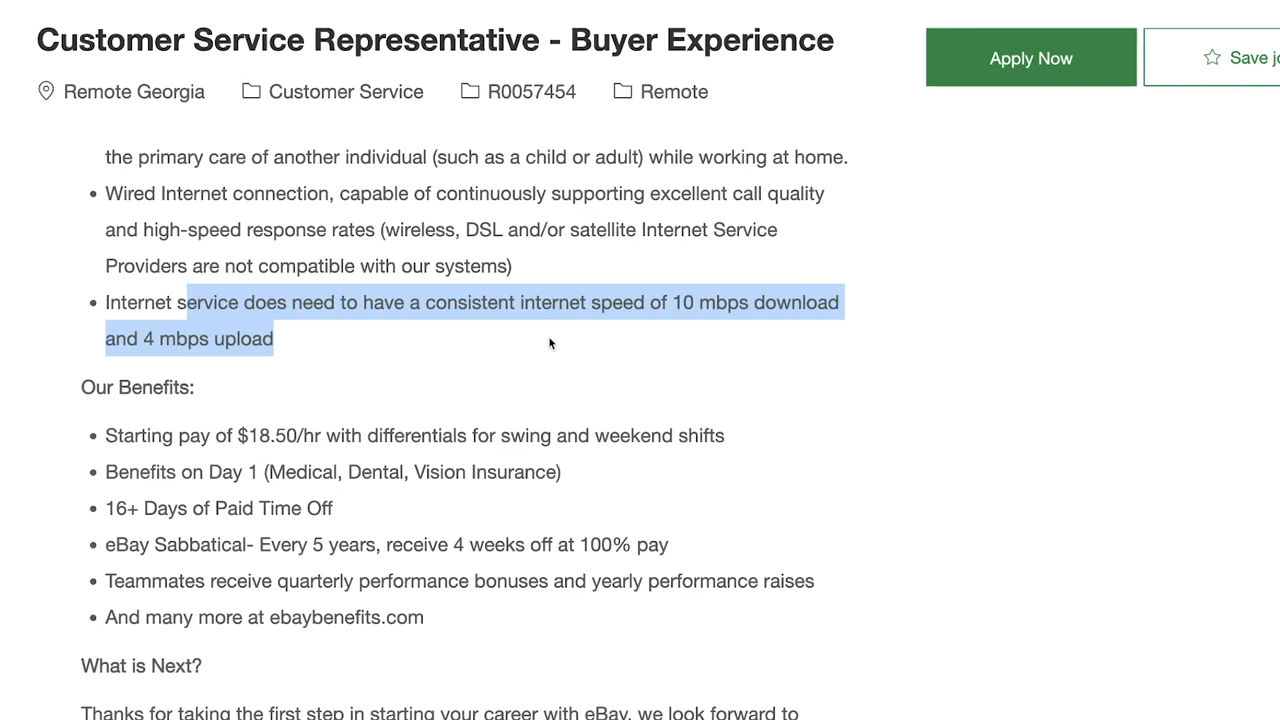 Customer Service Representative - Buyer Experience
Apply Now
Save jo
Remote Georgia
Customer Service
R0057454
Remote
the primary care of another individual (such as a child or adult) while working at home.
• Wired Internet connection, capable of continuously supporting excellent call quality
and high-speed response rates (wireless, DSL and/or satellite Internet Service
Providers are not compatible with our systems)
• Internet service does need to have a consistent internet speed of 10 mbps download
and 4 mbps upload
Our Benefits:
• Starting pay of $18.50/hr with differentials for swing and weekend shifts
• Benefits on Day 1 (Medical, Dental, Vision Insurance)
• 16+ Days of Paid Time Off
• eBay Sabbatical- Every 5 years, receive 4 weeks off at 100% pay
• Teammates receive quarterly performance bonuses and yearly performance raises
• And many more at ebaybenefits.com
What is Next?
Thanks for taking the first step in starting your career with eBay, we look forward to